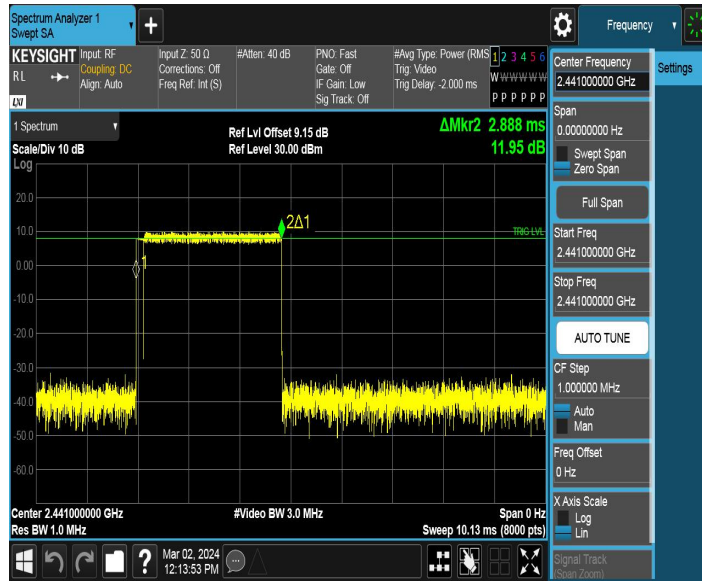 Spectrum Analyzer 1
Swept SA
+
Frequency
KEYSIGHT
RL
LXI
Input: RF
Coupling: DC
Align: Auto
Input Z: 50 Ω
Corrections: Off
Freq Ref: Int (S)
#Atten: 40 dB
PNO: Fast
Gate: Off
IF Gain: Low
Sig Track: Off
#Avg Type: Power (RMS
Trig: Video
Trig Delay: -2.000 ms
1 2 3 4 5 6
W W W W W W
P P P P P P
1 Spectrum
Scale/Div 10 dB
Log
Ref Lvl Offset 9.15 dB
Ref Level 30.00 dBm
ΔMkr2 2.888 ms
11.95 dB
20.0
10.0
0.00
-10.0
-20.0
-30.0
-40.0
-50.0
-60.0
2Δ1
1
TRIG LVL
Center 2.441000000 GHz
Res BW 1.0 MHz
#Video BW 3.0 MHz
Span 0 Hz
Sweep 10.13 ms (8000 pts)
Center Frequency
2.441000000 GHz
Settings
Span
0.00000000 Hz
Swept Span
Zero Span
Full Span
Start Freq
2.441000000 GHz
Stop Freq
2.441000000 GHz
AUTO TUNE
CF Step
1.000000 MHz
Auto
Man
Freq Offset
0 Hz
X Axis Scale
Log
Lin
Signal Track
(Span Zoom)
?
Mar 02, 2024
12:13:53 PM